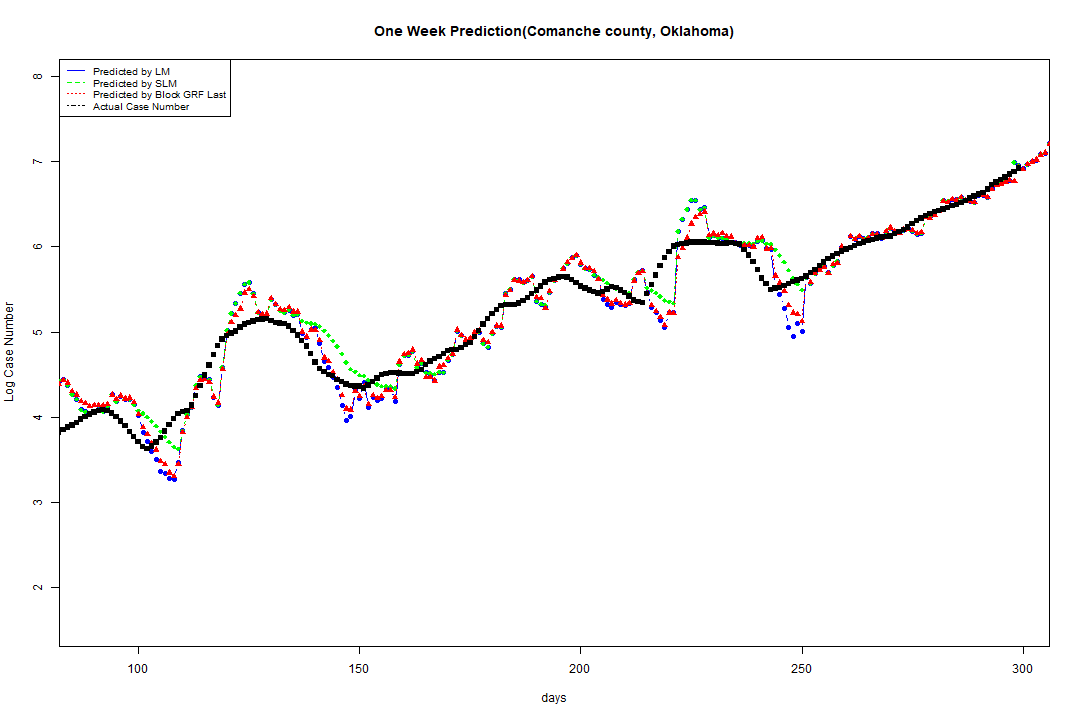 One Week Prediction(Comanche county, Oklahoma)
Predicted by LM
Predicted by SLM
Predicted by Block GRF Last
Actual Case Number
8
7
6
5
4
3
2
Log Case Number
100 150 200 250 300
days